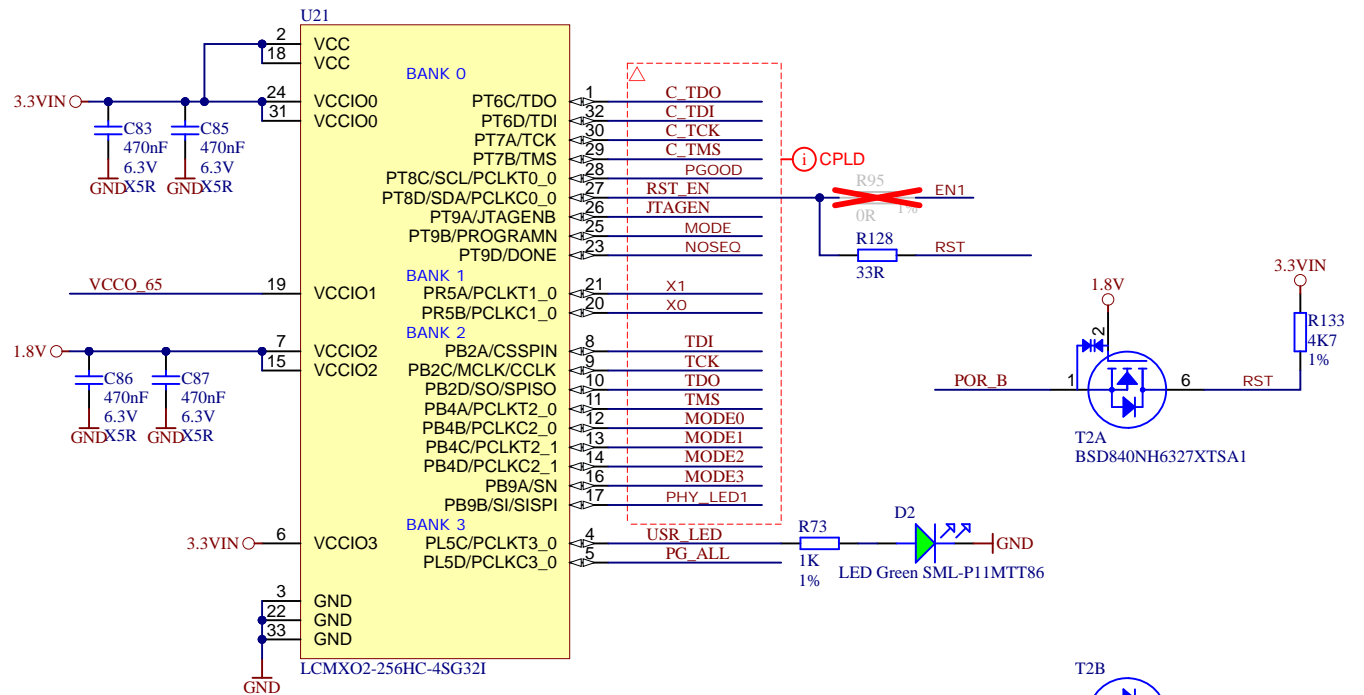 U21
2 VCC
18 VCC
BANK 0
3.3VIN
24 VCCIO0
31 VCCIO0
C83
470nF
6.3V
X5R
GND
C85
470nF
6.3V
X5R
GND
PT6C/TDO 1 C_TDO
PT6D/TDI 32 C_TDI
PT7A/TCK 30 C_TCK
PT7B/TMS 29 C_TMS
PT8C/SCL/PCLKT0_0 28 PGOOD
PT8D/SDA/PCLKC0_0 27 RST_EN
PT9A/JTAGENB 26 JTAGEN
PT9B/PROGRAMN 25 MODE
PT9D/DONE 23 NOSEQ
i CPLD
R95
0R 1%
EN1
R128
33R
RST
BANK 1
VCCO_65 19 VCCIO1
PR5A/PCLKT1_0 21 X1
PR5B/PCLKC1_0 20 X0
BANK 2
1.8V
7 VCCIO2
15 VCCIO2
C86
470nF
6.3V
X5R
GND
C87
470nF
6.3V
X5R
GND
PB2A/CSSPIN 8 TDI
PB2C/MCLK/CCLK 9 TCK
PB2D/SO/SPISO 10 TDO
PB4A/PCLKT2_0 11 TMS
PB4B/PCLKC2_0 12 MODE0
PB4C/PCLKT2_1 13 MODE1
PB4D/PCLKC2_1 14 MODE2
PB9A/SN 16 MODE3
PB9B/SI/SISPI 17 PHY_LED1
1.8V
3.3VIN
R133
4K7
1%
2
POR_B 1
6 RST
T2A
BSD840NH6327XTSA1
BANK 3
3.3VIN 6 VCCIO3
PL5C/PCLKT3_0 4 USR_LED
PL5D/PCLKC3_0 5 PG_ALL
R73
1K
1%
D2
GND
LED Green SML-P11MTT86
3 GND
22 GND
33 GND
GND
LCMXO2-256HC-4SG32I
T2B